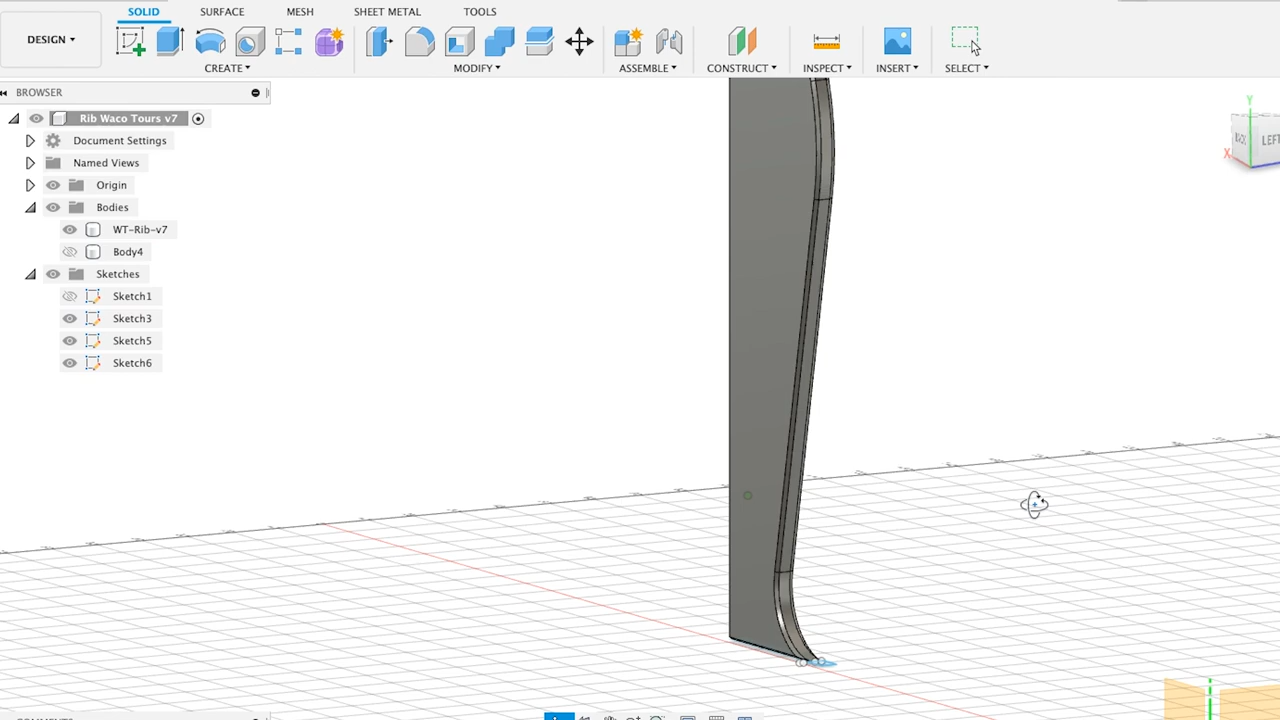 SOLID SURFACE MESH SHEET METAL TOOLS
DESIGN
CREATE MODIFY ASSEMBLE CONSTRUCT INSPECT INSERT SELECT
BROWSER
Rib Waco Tours v7
Document Settings
Named Views
Origin
Bodies
WT-Rib-v7
Body4
Sketches
Sketch1
Sketch3
Sketch5
Sketch6
Y
BACK LEFT
X